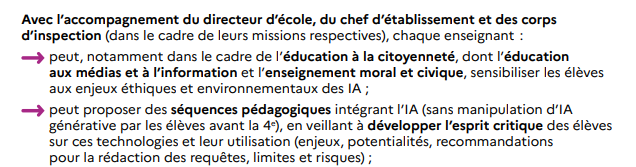 Avec l’accompagnement du directeur d’école, du chef d’établissement et des corps
d’inspection (dans le cadre de leurs missions respectives), chaque enseignant :
peut, notamment dans le cadre de l’éducation à la citoyenneté, dont l’éducation
aux médias et à l’information et l’enseignement moral et civique, sensibiliser les élèves
aux enjeux éthiques et environnementaux des IA ;
peut proposer des séquences pédagogiques intégrant l’IA (sans manipulation d’IA
générative par les élèves avant la 4ᵉ), en veillant à développer l’esprit critique des élèves
sur ces technologies et leur utilisation (enjeux, potentialités, recommandations
pour la rédaction des requêtes, limites et risques) ;